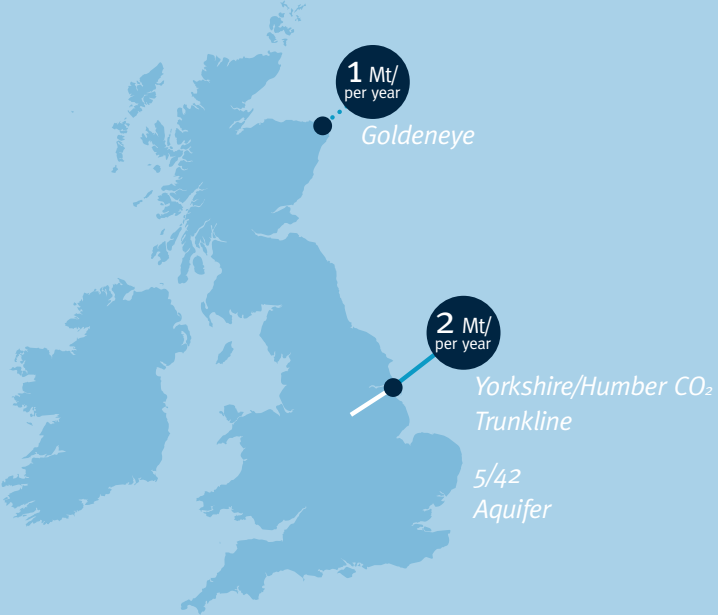 1 Mt/
per year
Goldeneye
2 Mt/
per year
Yorkshire/Humber CO₂
Trunkline
5/42
Aquifer